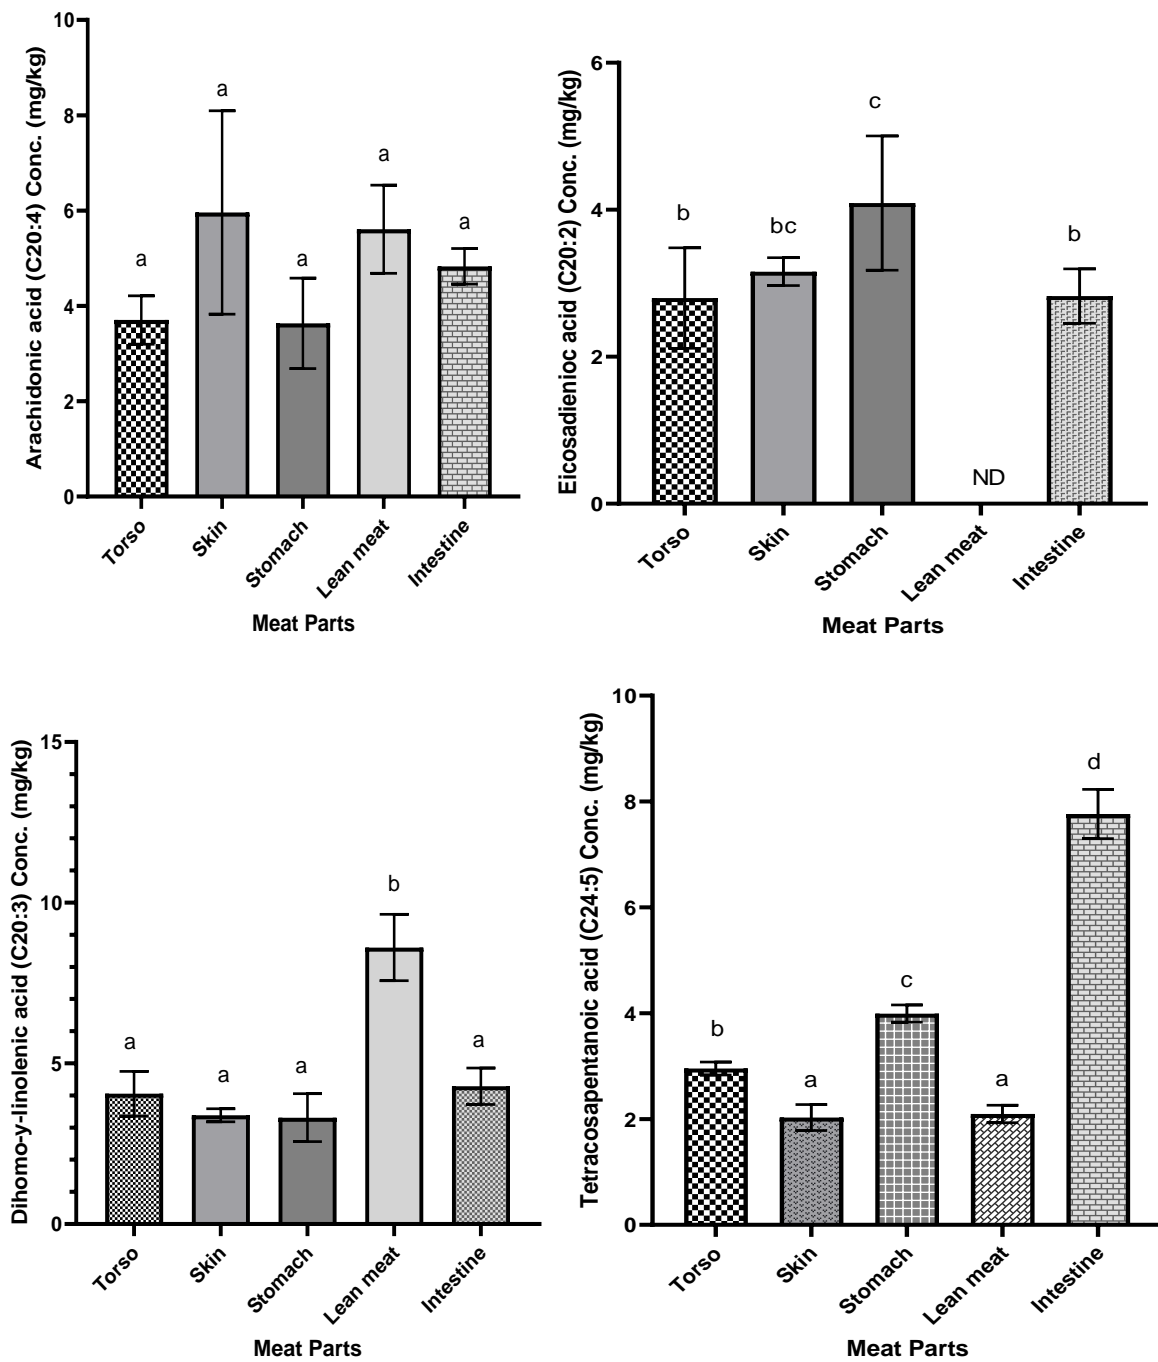 Arachidonic acid (C20:4) Conc. (mg/kg)
10
8
6
4
2
0
a
a
a
a
a
Torso
Skin
Stomach
Lean meat
Intestine
Meat Parts
Eicosadienioc acid (C20:2) Conc. (mg/kg)
6
4
2
0
b
bc
c
ND
b
Torso
Skin
Stomach
Lean meat
Intestine
Meat Parts
Dihomo-y-linolenic acid (C20:3) Conc. (mg/kg)
15
10
5
0
a
a
a
b
a
Torso
Skin
Stomach
Lean meat
Intestine
Meat Parts
Tetracosapentanoic acid (C24:5) Conc. (mg/kg)
10
8
6
4
2
0
b
a
c
a
d
Torso
Skin
Stomach
Lean meat
Intestine
Meat Parts